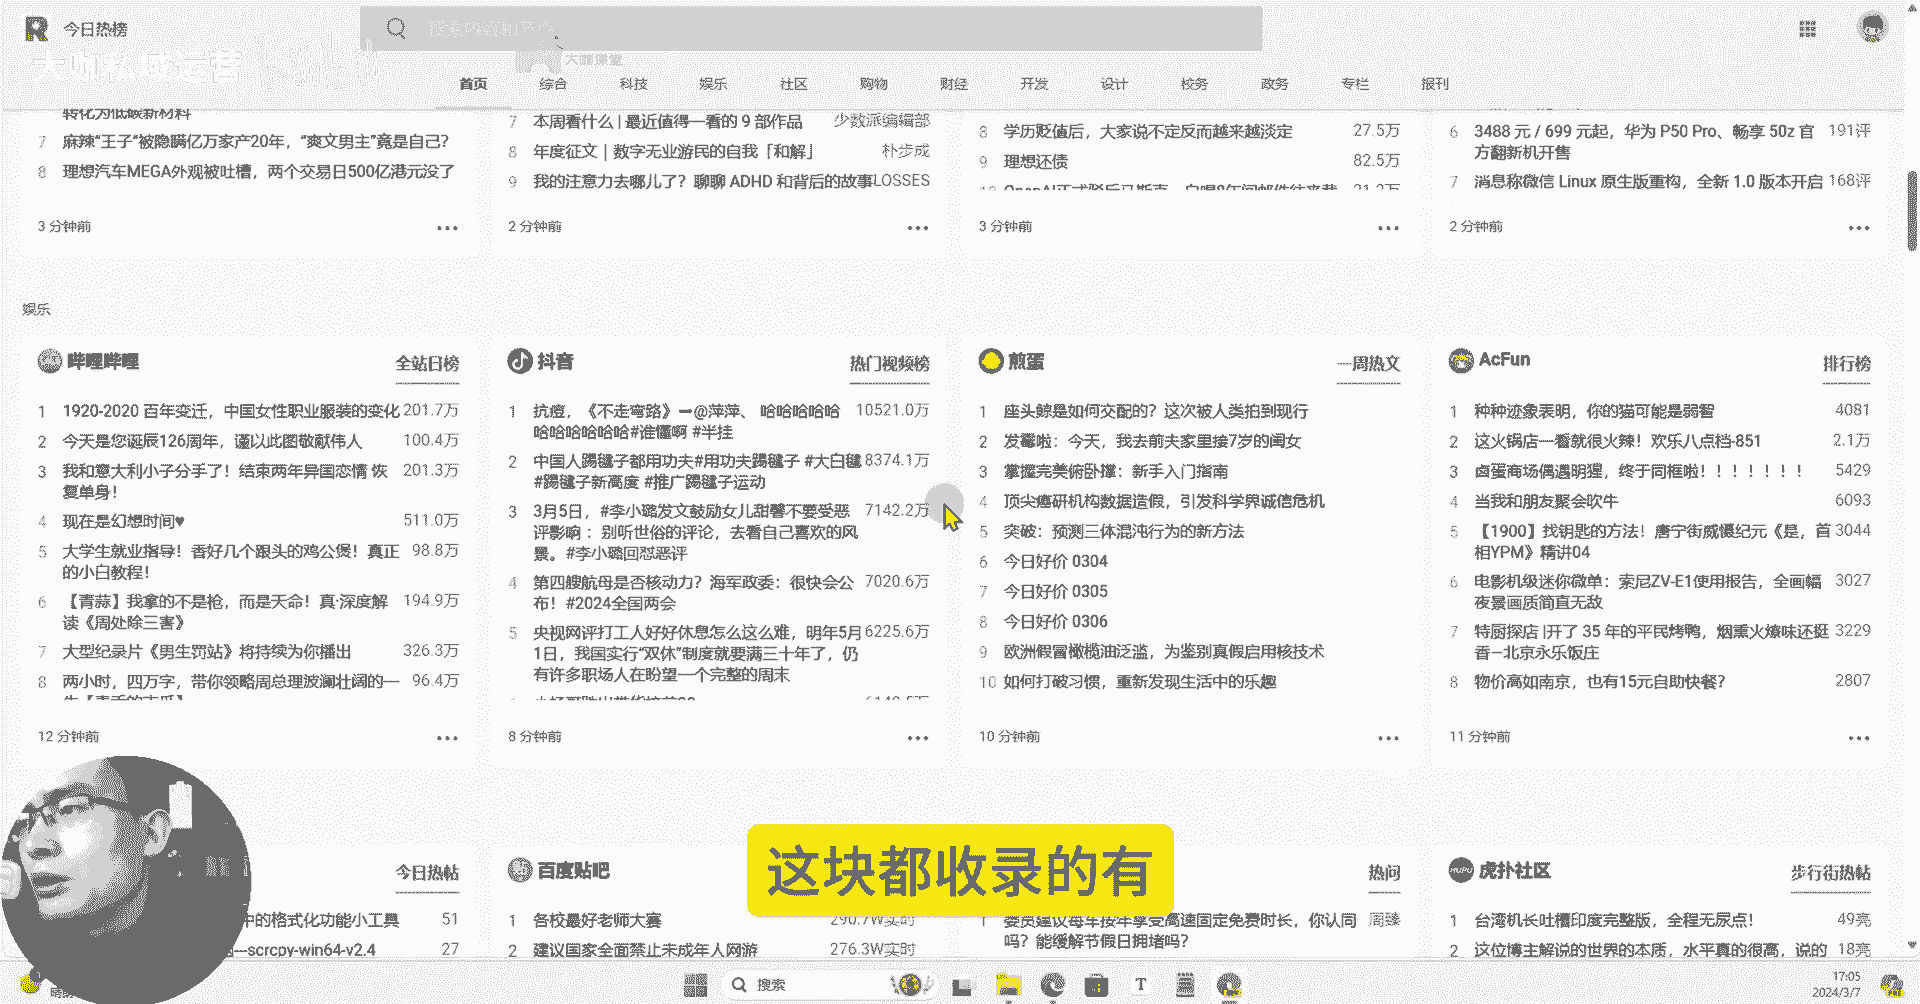 今日热榜
大咖私域运营
大咖课堂
首页 综合 科技 娱乐 社区 购物 财经 开发 设计 校务 政务 专栏 报刊
转化为低碳新材料
7 麻辣“王子”被隐瞒亿万家产20年，“爽文男主”竟是自己？
8 理想汽车MEGA外观被吐槽，两个交易日500亿港元没了
3 分钟前
7 本周看什么 | 最近值得一看的 9 部作品 少数派编辑部
8 年度征文｜数字无业游民的自我「和解」 朴步成
9 我的注意力去哪儿了？聊聊 ADHD 和背后的故事 LOSSES
2 分钟前
8 学历贬值后，大家说不定反而越来越淡定 27.5万
9 理想还债 82.5万
3 分钟前
6 3488 元 / 699 元起，华为 P50 Pro、畅享 50z 官 191评
方翻新机开售
7 消息称微信 Linux 原生版重构，全新 1.0 版本开启 168评
2 分钟前
娱乐
哔哩哔哩 全站日榜
1 1920-2020 百年变迁，中国女性职业服装的变化 201.7万
2 今天是您诞辰126周年，谨以此图敬献伟人 100.4万
3 我和意大利小子分手了！结束两年异国恋情 恢 201.3万
复单身！
4 现在是幻想时间♥ 511.0万
5 大学生就业指导！香好几个跟头的鸡公煲！真正 98.8万
的小白教程！
6 【青蒜】我拿的不是枪，而是天命！真·深度解 194.9万
读《周处除三害》
7 大型纪录片《男生罚站》将持续为你播出 326.3万
8 两小时，四万字，带你领略周总理波澜壮阔的一 96.4万
12 分钟前
抖音 热门视频榜
1 抗痘，《不走弯路》ー@萍萍、 哈哈哈哈哈 10521.0万
哈哈哈哈哈哈#谁懂啊 #半挂
2 中国人踢毽子都用功夫#用功夫踢毽子 #大白毽 8374.1万
#踢毽子新高度 #推广踢毽子运动
3 3月5日，#李小璐发文鼓励女儿甜馨不要受恶 7142.2万
评影响 ：别听世俗的评论，去看自己喜欢的风
景。#李小璐回怼恶评
4 第四艘航母是否核动力？海军政委：很快会公 7020.6万
布！#2024全国两会
5 央视网评打工人好好休息怎么这么难，明年5月 6225.6万
1日，我国实行“双休”制度就要满三十年了，仍
有许多职场人在盼望一个完整的周末
8 分钟前
煎蛋 一周热文
1 座头鲸是如何交配的？这次被人类拍到现行
2 发霉啦：今天，我去前夫家里接7岁的闺女
3 掌握完美俯卧撑：新手入门指南
4 顶尖癌研机构数据造假，引发科学界诚信危机
5 突破：预测三体混沌行为的新方法
6 今日好价 0304
7 今日好价 0305
8 今日好价 0306
9 欧洲假冒橄榄油泛滥，为鉴别真假启用核技术
10 如何打破习惯，重新发现生活中的乐趣
10 分钟前
AcFun 排行榜
1 种种迹象表明，你的猫可能是弱智 4081
2 这火锅店一看就很火辣！欢乐八点档-851 2.1万
3 卤蛋商场偶遇明猩，终于同框啦！！！！！！！ 5429
4 当我和朋友聚会吹牛 6093
5 【1900】找钥匙的方法！唐宁街威慑纪元《是，首 3044
相YPM》精讲04
6 电影机级迷你微单：索尼ZV-E1使用报告，全画幅 3027
夜景画质简直无敌
7 特厨探店 |开了 35 年的平民烤鸭，烟熏火燎味还挺 3229
香—北京永乐饭庄
8 物价高如南京，也有15元自助快餐？ 2807
11 分钟前
今日热帖
中的格式化功能小工具 51
scrcpy-win64-v2.4 27
百度贴吧
1 各校最好老师大赛 290.7W实时
2 建议国家全面禁止未成年人网游 276.3W实时
热问
1 委员建议每车按年享受高速固定免费时长，你认同 周臻
吗？能缓解节假日拥堵吗？
虎扑社区 步行街热帖
1 台湾机长吐槽印度完整版，全程无尿点！ 49亮
2 这位博主解说的世界的本质，水平真的很高，说的 18亮
这块都收录的有
搜索
17:05
2024/3/7